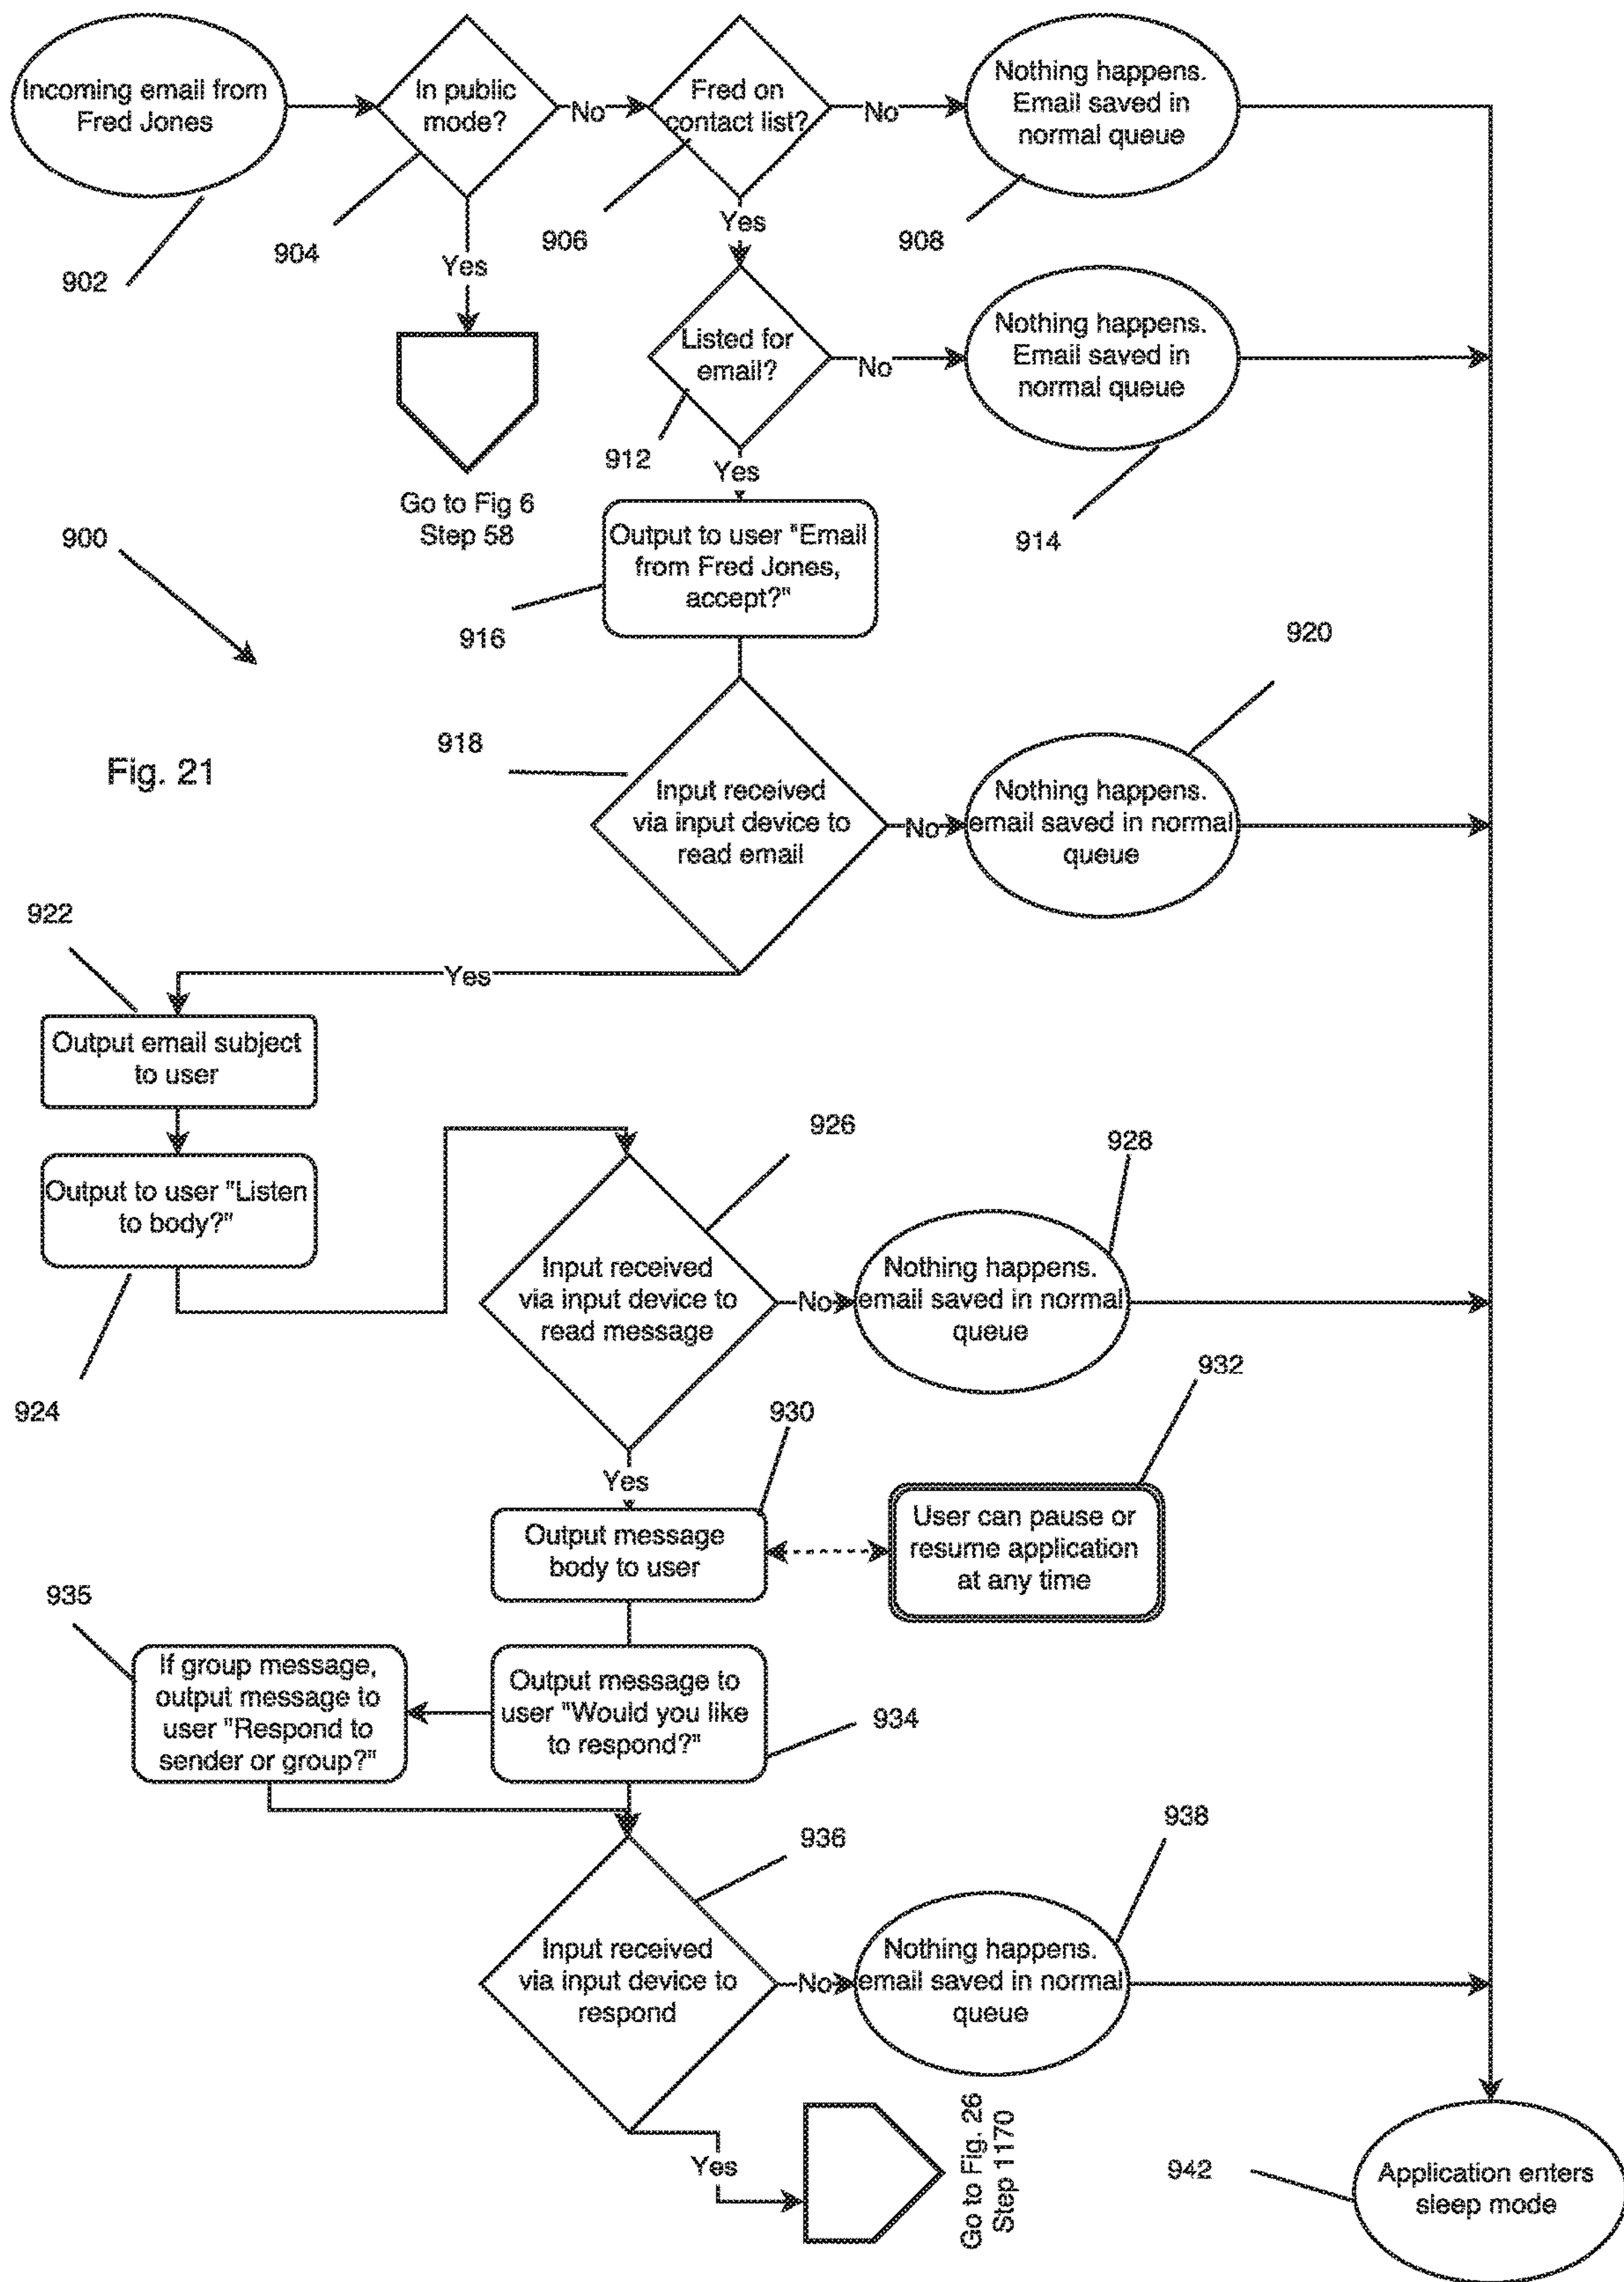 Incoming email from
Fred Jones
902
In public
mode?
904
No
Yes
Go to Fig 6
Step 58
Fred on
contact list?
906
No
Nothing happens.
Email saved in
normal queue
908
Yes
Listed for
email?
912
No
Nothing happens.
Email saved in
normal queue
914
Yes
Output to user "Email
from Fred Jones,
accept?"
916
900
Fig. 21
Input received
via input device to
read email
918
No
Nothing happens.
email saved in normal
queue
920
Yes
922
Output email subject
to user
Output to user "Listen
to body?"
924
Input received
via input device to
read message
926
No
Nothing happens.
email saved in normal
queue
928
Yes
Output message
body to user
930
User can pause or
resume application
at any time
932
Output message to
user "Would you like
to respond?"
934
If group message,
output message to
user "Respond to
sender or group?"
935
Input received
via input device to
respond
936
No
Nothing happens.
email saved in normal
queue
938
Yes
Go to Fig. 26
Step 1170
Application enters
sleep mode
942